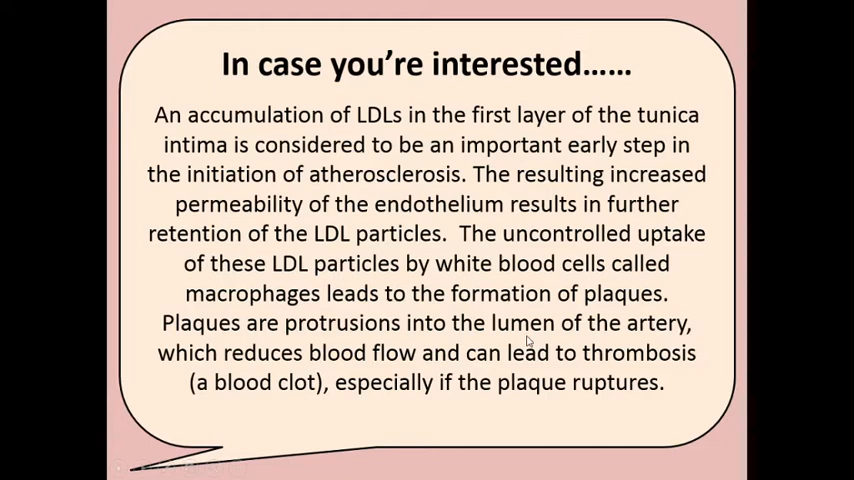 In case you're interested......
An accumulation of LDLs in the first layer of the tunica
intima is considered to be an important early step in
the initiation of atherosclerosis. The resulting increased
permeability of the endothelium results in further
retention of the LDL particles.  The uncontrolled uptake
of these LDL particles by white blood cells called
macrophages leads to the formation of plaques.
Plaques are protrusions into the lumen of the artery,
which reduces blood flow and can lead to thrombosis
(a blood clot), especially if the plaque ruptures.